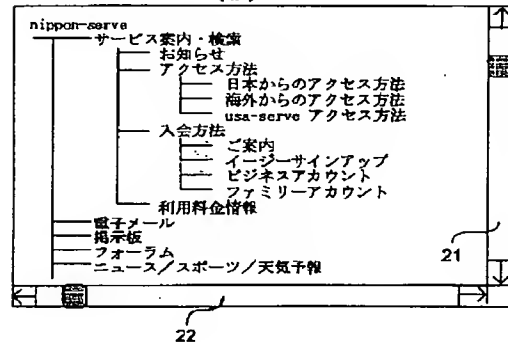 nippon-serve
サービス案内・検索
お知らせ
アクセス方法
日本からのアクセス方法
海外からのアクセス方法
usa-serve アクセス方法
入会方法
ご案内
イージーサインアップ
ビジネスアカウント
ファミリーアカウント
利用料金情報
電子メール
掲示板
フォーラム
ニュース／スポーツ／天気予報
21
22